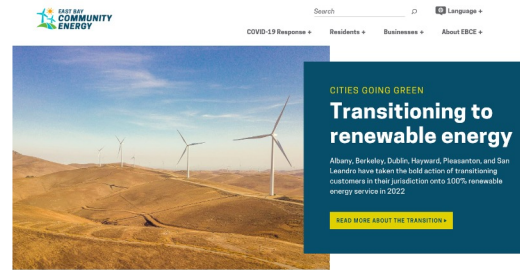 EAST BAY
COMMUNITY
ENERGY
Search
Language +
COVID-19 Response +
Residents +
Businesses +
About EBCE +
CITIES GOING GREEN
Transitioning to
renewable energy
Albany, Berkeley, Dublin, Hayward, Pleasanton, and San
Leandro have taken the bold action of transitioning
customers in their jurisdiction onto 100% renewable
energy service in 2022
READ MORE ABOUT THE TRANSITION